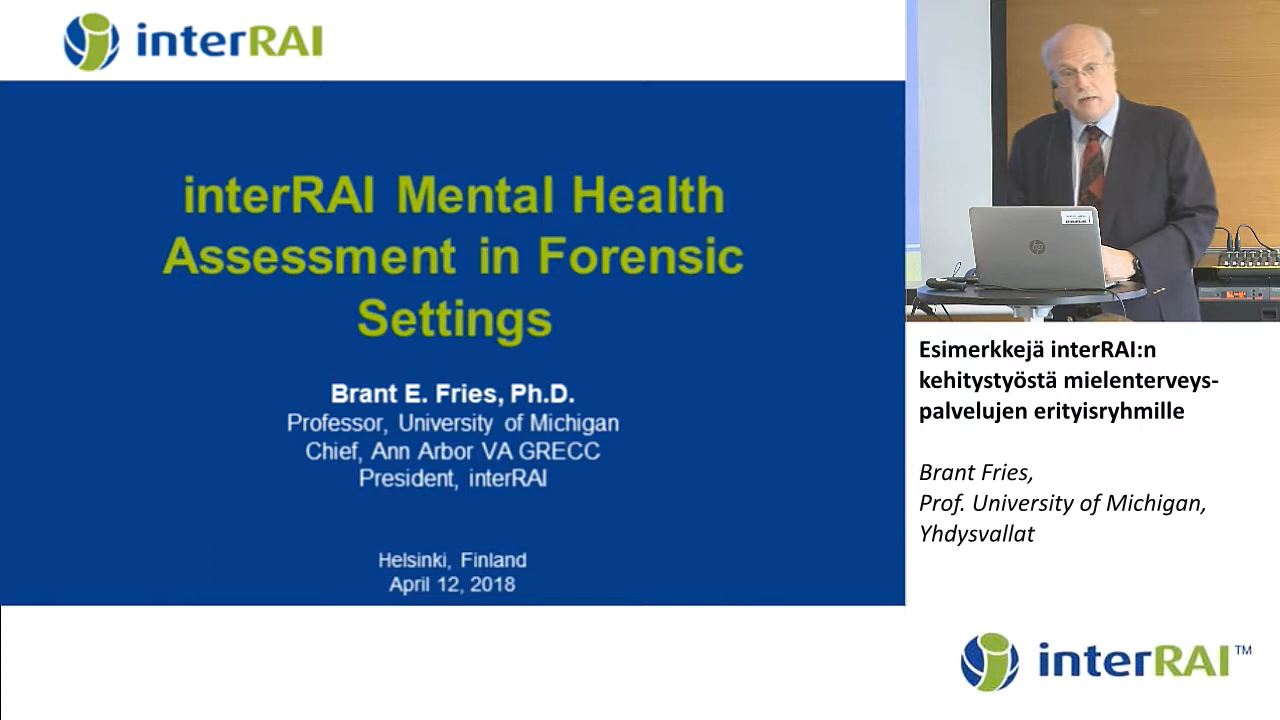 interRAI
interRAI Mental Health
Assessment in Forensic
Settings
Brant E. Fries, Ph.D.
Professor, University of Michigan
Chief, Ann Arbor VA GRECC
President, interRAI
Helsinki, Finland
April 12, 2018
hp
Esimerkkejä interRAI:n
kehitystyöstä mielenterveys-
palvelujen erityisryhmille
Brant Fries,
Prof. University of Michigan,
Yhdysvallat
interRAI™